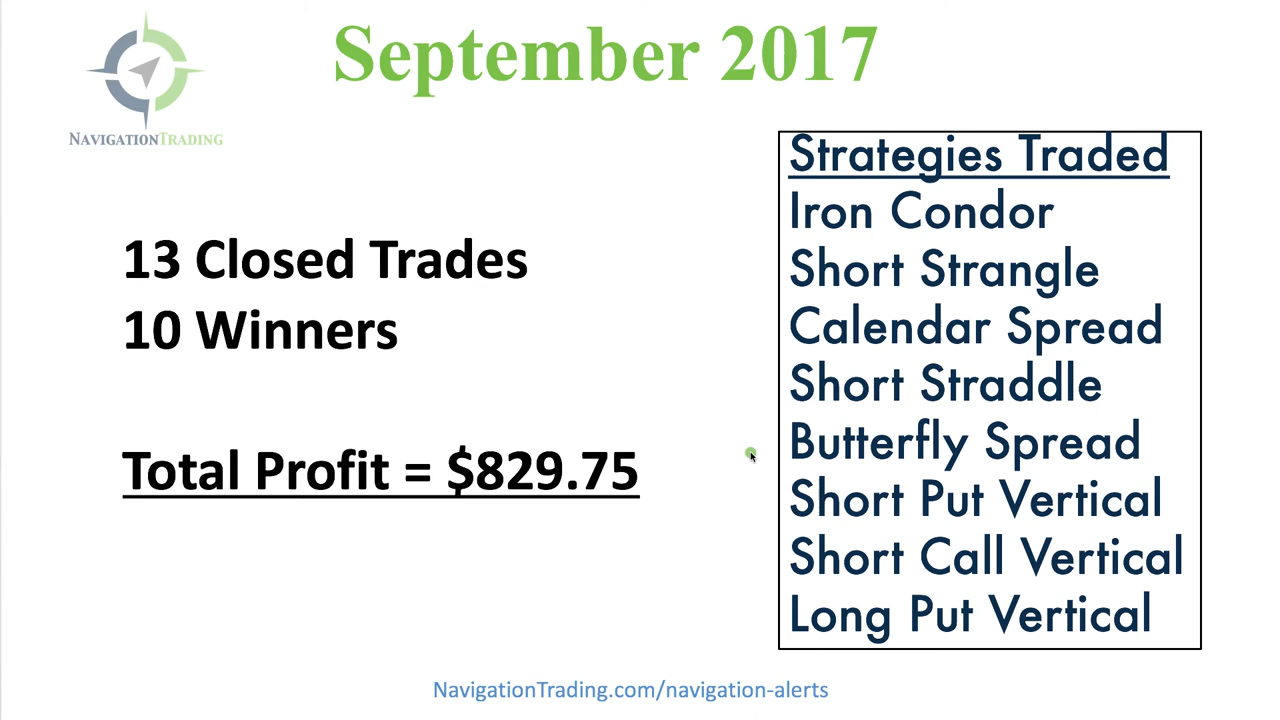 September 2017
NAVIGATIONTRADING
13 Closed Trades
10 Winners
Total Profit = $829.75
Strategies Traded
Iron Condor
Short Strangle
Calendar Spread
Short Straddle
Butterfly Spread
Short Put Vertical
Short Call Vertical
Long Put Vertical
NavigationTrading.com/navigation-alerts